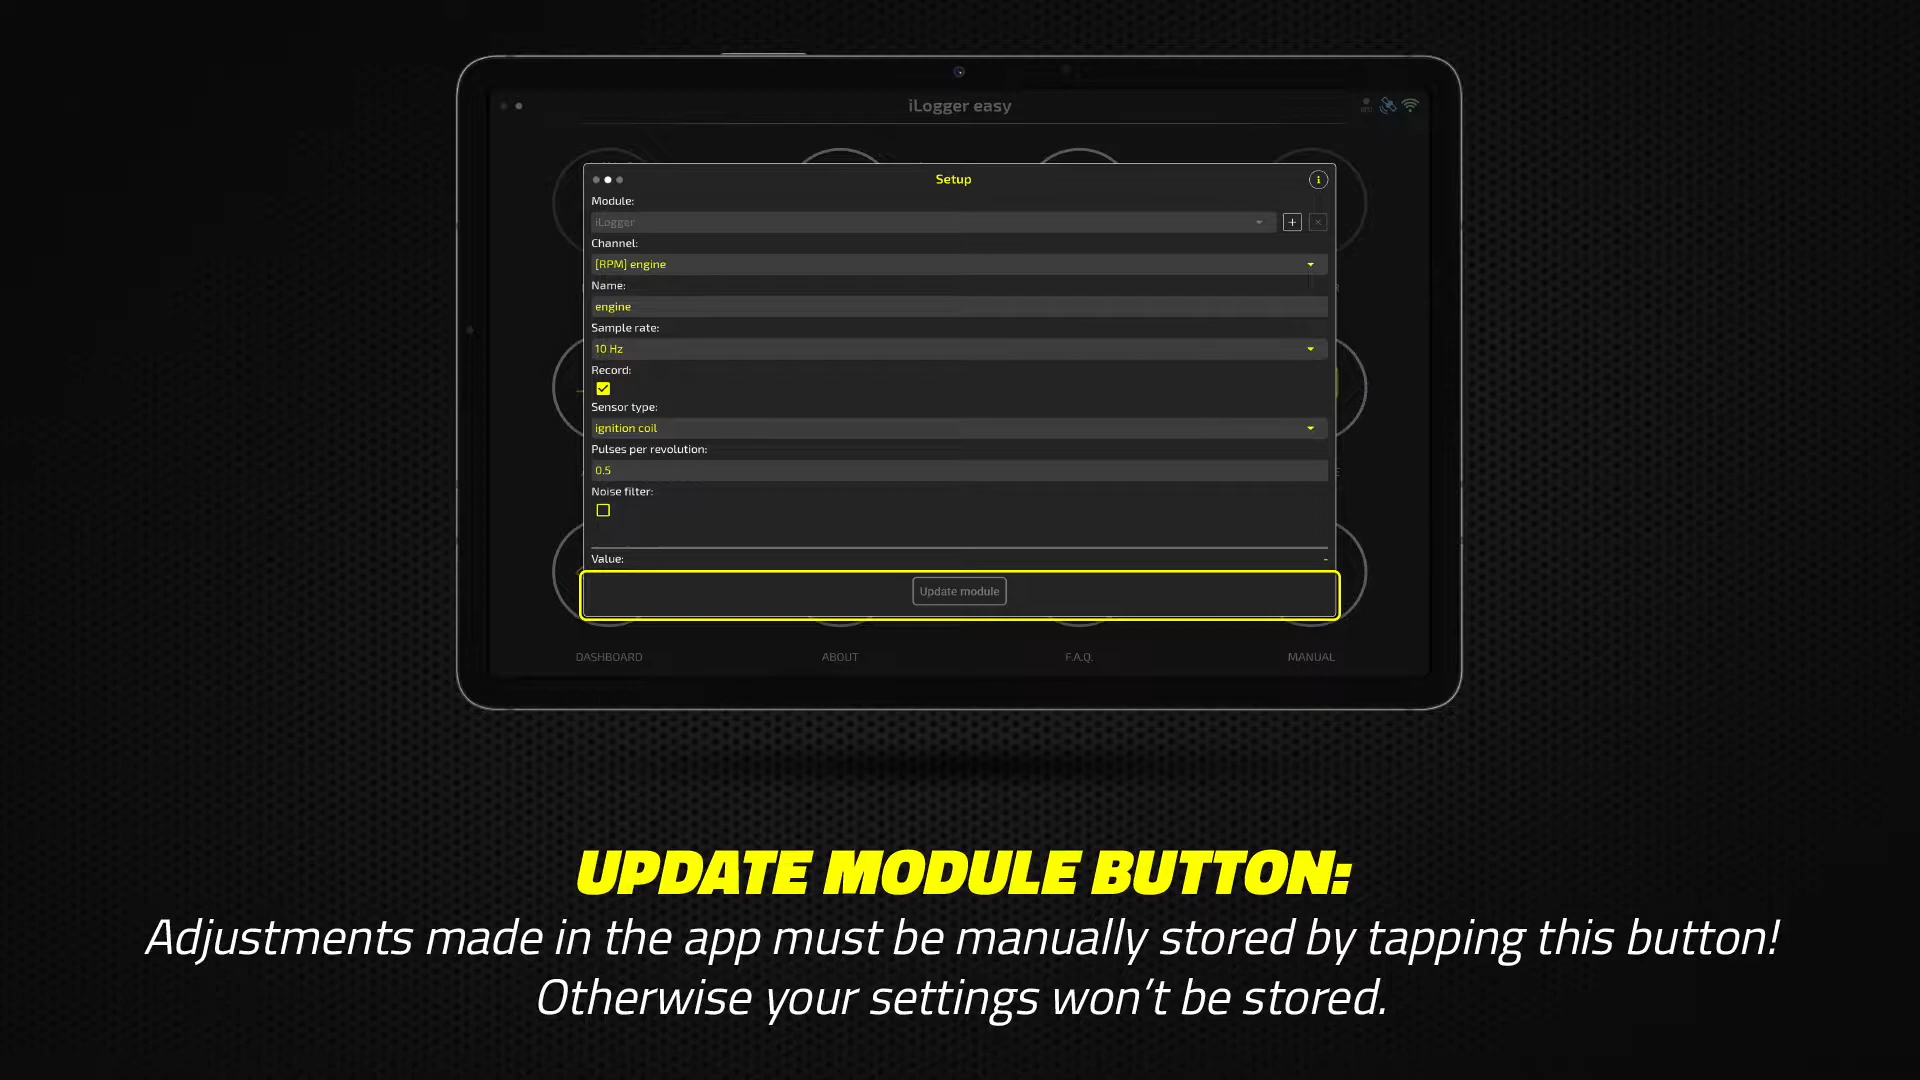 iLogger easy
Setup
Module:
iLogger
Channel:
[RPM] engine
Name:
engine
Sample rate:
10 Hz
Record:
Sensor type:
ignition coil
Pulses per revolution:
0.5
Noise filter:
Value: -
Update module
DASHBOARD ABOUT F.A.Q. MANUAL
UPDATE MODULE BUTTON:
Adjustments made in the app must be manually stored by tapping this button!
Otherwise your settings won’t be stored.